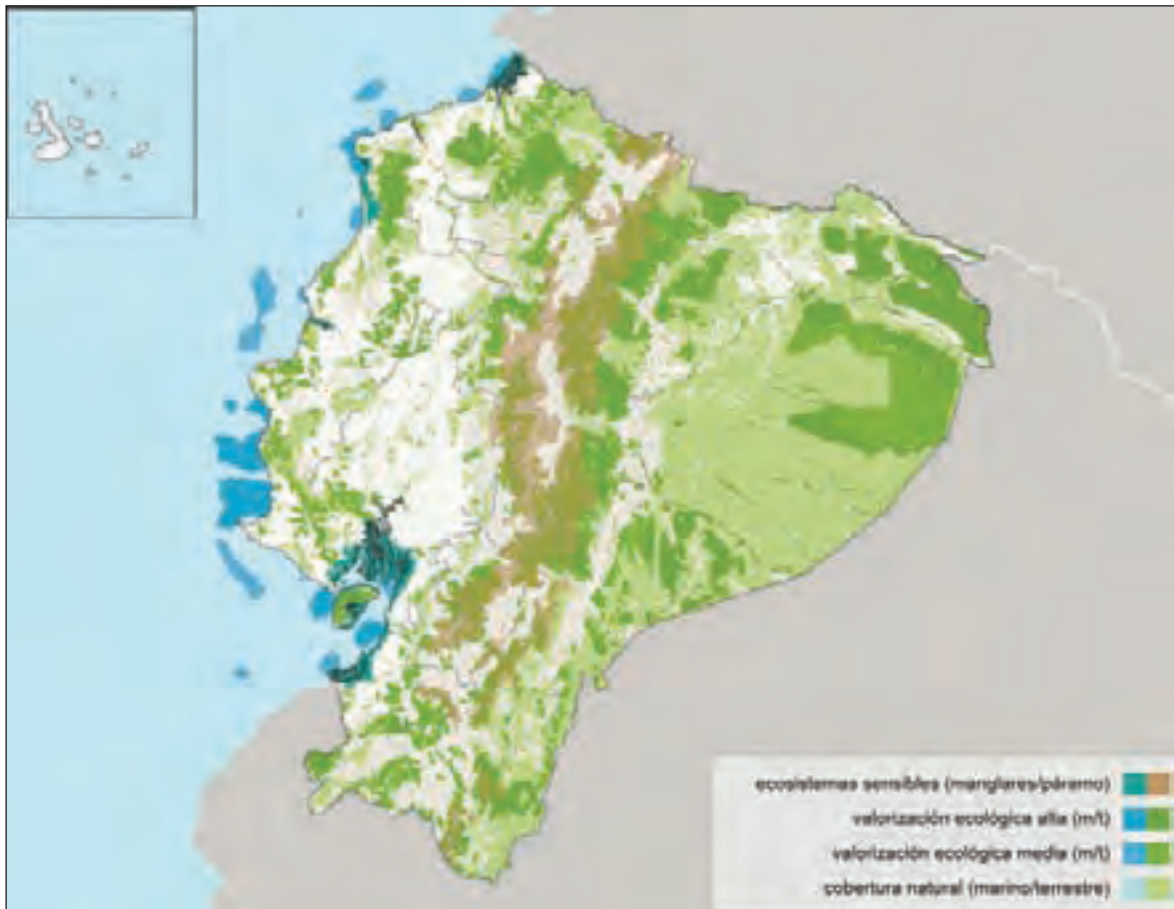 ecosistemas sensibles (manglares/páramo)
valorización ecológica alta (m/t)
valorización ecológica media (m/t)
cobertura natural (marino/terrestre)